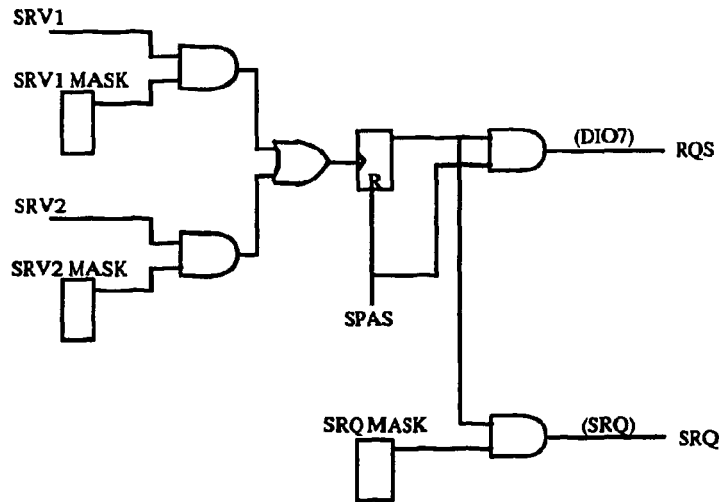 SRV1
SRV1 MASK
(DIO7)
RQS
R
SRV2
SRV2 MASK
SPAS
SRQ MASK
(SRQ)
SRQ